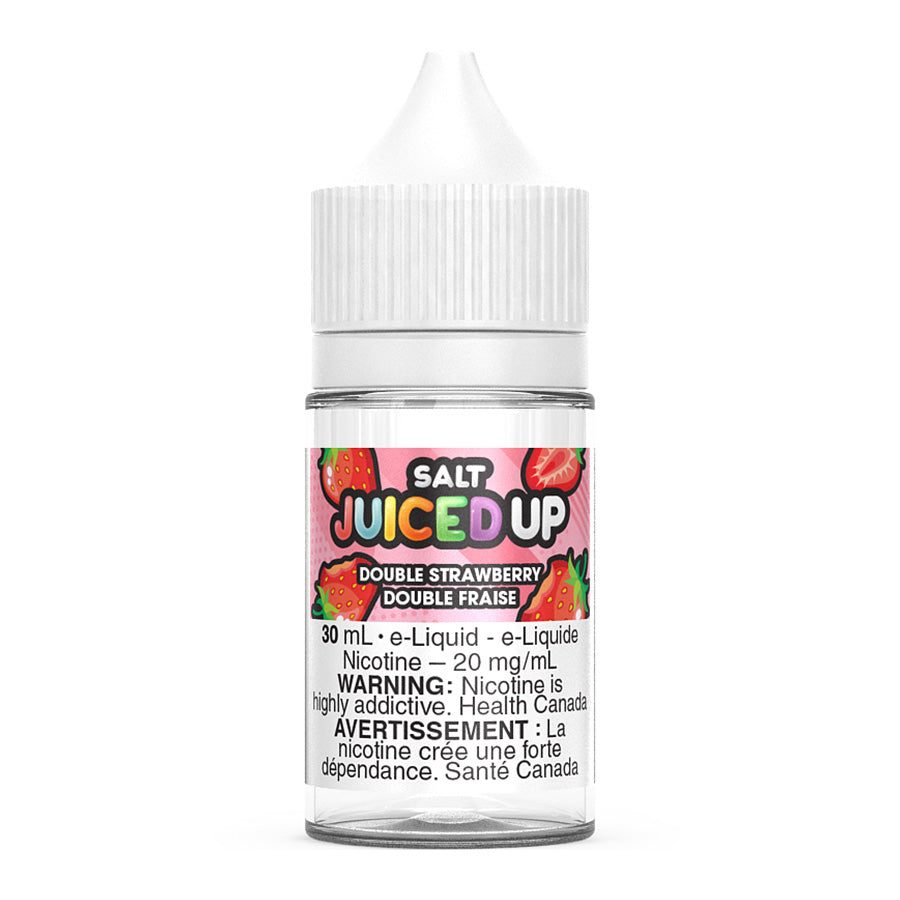 SALT
JUICED UP
DOUBLE STRAWBERRY
DOUBLE FRAISE
30 mL • e-Liquid - e-Liquide
Nicotine — 20 mg/mL
WARNING: Nicotine is
highly addictive. Health Canada
AVERTISSEMENT : La
nicotine crée une forte
dépendance. Santé Canada